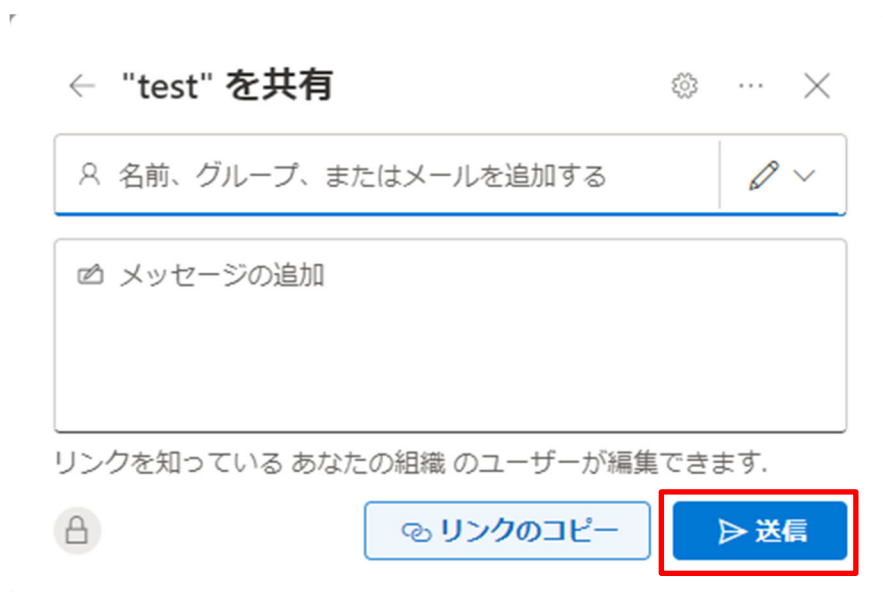 "test" を共有
名前、グループ、またはメールを追加する
メッセージの追加
リンクを知っている あなたの組織 のユーザーが編集できます.
リンクのコピー
送信